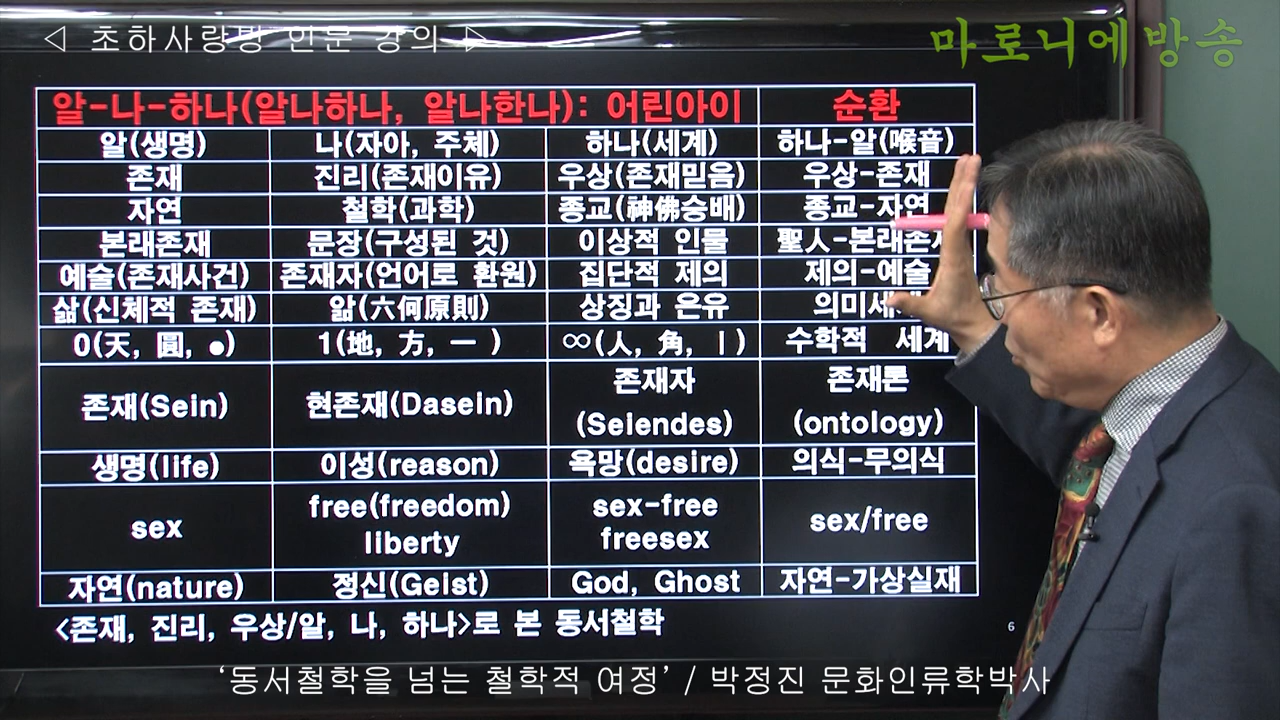 ◁ 초하사랑방 인문 강의 ▷
마로니에방송
알-나-하나(알나하나, 알나한나): 어린아이 순환
알(생명) 나(자아, 주체) 하나(세계) 하나-알(喉音)
존재 진리(존재이유) 우상(존재믿음) 우상-존재
자연 철학(과학) 종교(神佛숭배) 종교-자연
본래존재 문장(구성된 것) 이상적 인물 聖人-본래존재
예술(존재사건) 존재자(언어로 환원) 집단적 제의 제의-예술
삶(신체적 존재) 앎(六何原則) 상징과 은유
0(天, 圓, ●) 1(地, 方, ㅡ ) ∞(人, 角, ㅣ) 수학적 세계
존재(Sein) 현존재(Dasein) 존재자 (Seiendes) 존재론 (ontology)
생명(life) 이성(reason) 욕망(desire) 의식-무의식
sex free(freedom) liberty sex-free freesex sex/free
자연(nature) 정신(Geist) God, Ghost 자연-가상실재
<존재, 진리, 우상/알, 나, 하나>로 본 동서철학
6
‘동서철학을 넘는 철학적 여정’ / 박정진 문화인류학박사